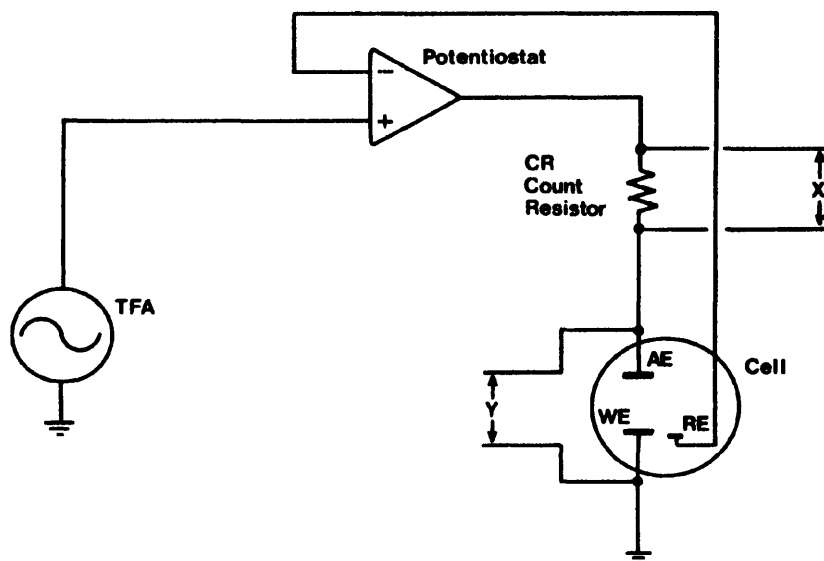 Potentiostat
−
+
CR
Count
Resistor
X
TFA
AE
Cell
Y
WE
RE